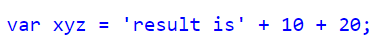 var xyz = 'result is' + 10 + 20;